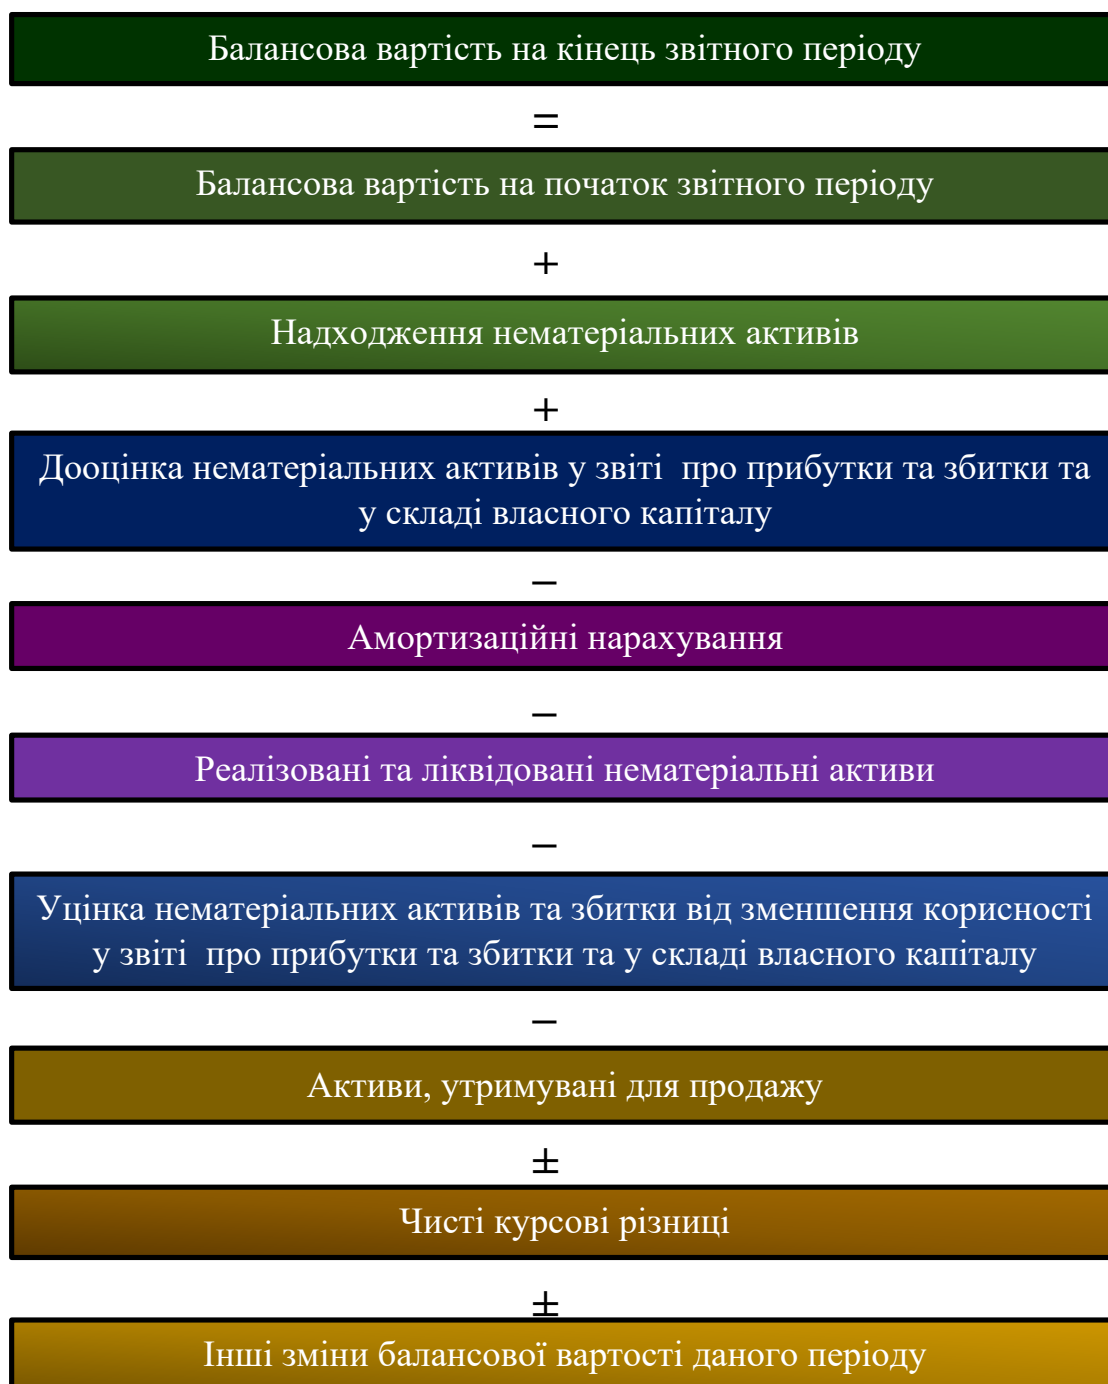 Балансова вартість на кінець звітного періоду
=
Балансова вартість на початок звітного періоду
+
Надходження нематеріальних активів
+
Дооцінка нематеріальних активів у звіті  про прибутки та збитки та
у складі власного капіталу
–
Амортизаційні нарахування
–
Реалізовані та ліквідовані нематеріальні активи
–
Уцінка нематеріальних активів та збитки від зменшення корисності
у звіті  про прибутки та збитки та у складі власного капіталу
–
Активи, утримувані для продажу
±
Чисті курсові різниці
±
Інші зміни балансової вартості даного періоду